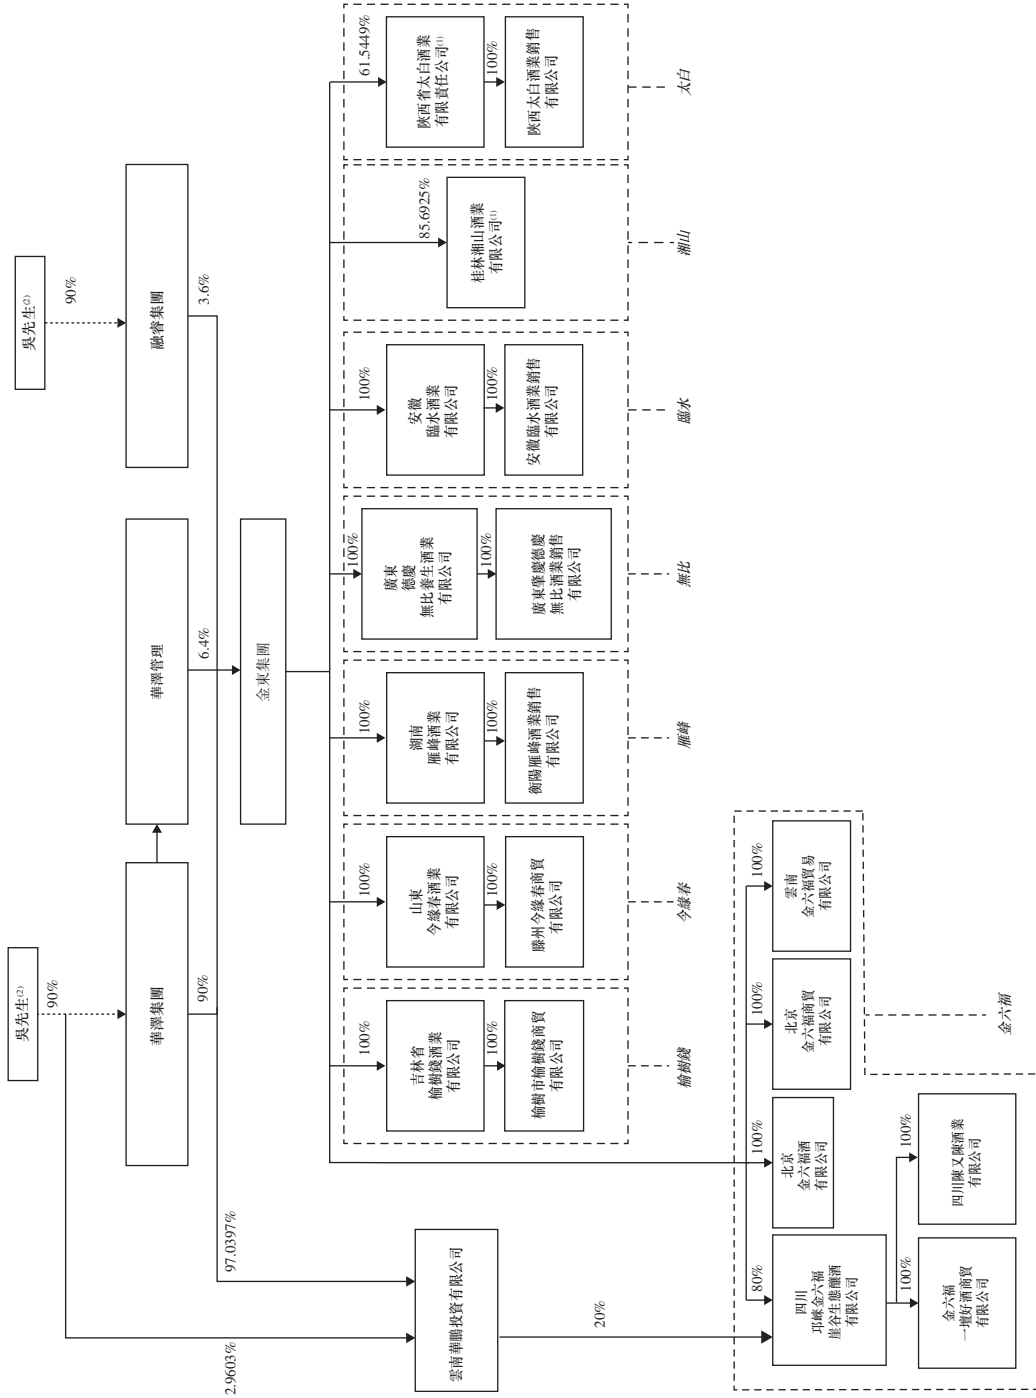 吳先生(2)
90%
吳先生(2)
90%
華澤集團
華澤管理
融睿集團
2.9603%
97.0397%
90%
6.4%
3.6%
金東集團
雲南華鵬投資有限公司
20%
100%
吉林省
榆樹錢酒業
有限公司
100%
榆樹市榆樹錢商貿
有限公司
榆樹錢
100%
山東
今緣春酒業
有限公司
100%
滕州今緣春商貿
有限公司
今緣春
100%
湖南
雁峰酒業
有限公司
100%
衡陽雁峰酒業銷售
有限公司
雁峰
100%
廣東
德慶
無比養生酒業
有限公司
100%
廣東肇慶德慶
無比酒業銷售
有限公司
無比
100%
安徽
臨水酒業
有限公司
100%
安徽臨水酒業銷售
有限公司
臨水
85.6925%
桂林湘山酒業
有限公司(1)
湘山
61.5449%
陝西省太白酒業
有限責任公司(1)
100%
陝西太白酒業銷售
有限公司
太白
80%
四川
邛崍金六福
崖谷生態釀酒
有限公司
100%
北京
金六福酒
有限公司
100%
北京
金六福商貿
有限公司
100%
雲南
金六福貿易
有限公司
100%
金六福
一壇好酒商貿
有限公司
100%
四川陳又陳酒業
有限公司
金六福